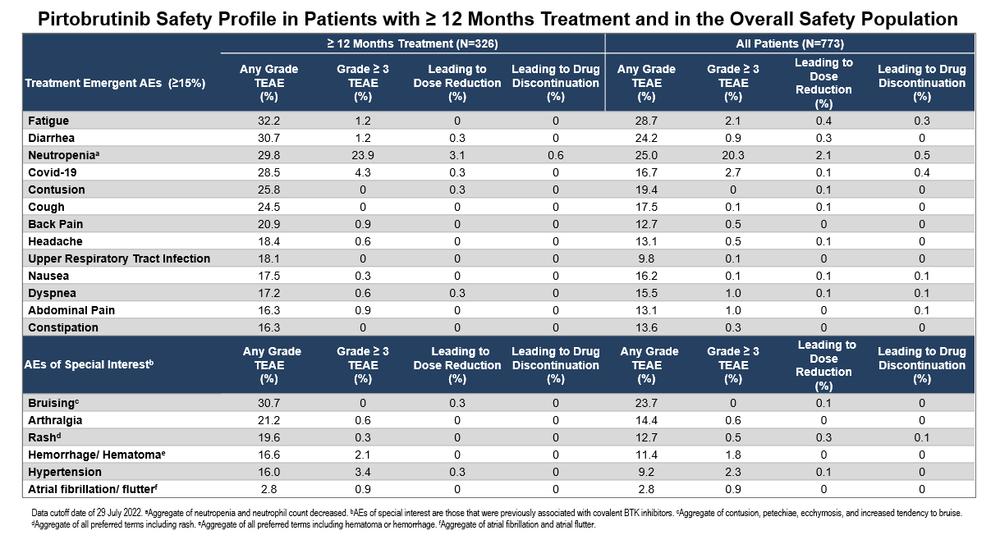 Pirtobrutinib Safety Profile in Patients with ≥ 12 Months Treatment and in the Overall Safety Population
≥ 12 Months Treatment (N=326) All Patients (N=773)
Treatment Emergent AEs (≥15%) Any Grade TEAE (%) Grade ≥ 3 TEAE (%) Leading to Dose Reduction (%) Leading to Drug Discontinuation (%) Any Grade TEAE (%) Grade ≥ 3 TEAE (%) Leading to Dose Reduction (%) Leading to Drug Discontinuation (%)
Fatigue 32.2 1.2 0 0 28.7 2.1 0.4 0.3
Diarrhea 30.7 1.2 0.3 0 24.2 0.9 0.3 0
Neutropeniaᵃ 29.8 23.9 3.1 0.6 25.0 20.3 2.1 0.5
Covid-19 28.5 4.3 0.3 0 16.7 2.7 0.1 0.4
Contusion 25.8 0 0.3 0 19.4 0 0.1 0
Cough 24.5 0 0 0 17.5 0.1 0.1 0
Back Pain 20.9 0.9 0 0 12.7 0.5 0 0
Headache 18.4 0.6 0 0 13.1 0.5 0.1 0
Upper Respiratory Tract Infection 18.1 0 0 0 9.8 0.1 0 0
Nausea 17.5 0.3 0 0 16.2 0.1 0.1 0.1
Dyspnea 17.2 0.6 0.3 0 15.5 1.0 0.1 0.1
Abdominal Pain 16.3 0.9 0 0 13.1 1.0 0 0.1
Constipation 16.3 0 0 0 13.6 0.3 0 0
AEs of Special Interestᵇ Any Grade TEAE (%) Grade ≥ 3 TEAE (%) Leading to Dose Reduction (%) Leading to Drug Discontinuation (%) Any Grade TEAE (%) Grade ≥ 3 TEAE (%) Leading to Dose Reduction (%) Leading to Drug Discontinuation (%)
Bruisingᶜ 30.7 0 0.3 0 23.7 0 0.1 0
Arthralgia 21.2 0.6 0 0 14.4 0.6 0 0
Rashᵈ 19.6 0.3 0 0 12.7 0.5 0.3 0.1
Hemorrhage/ Hematomaᵉ 16.6 2.1 0 0 11.4 1.8 0 0
Hypertension 16.0 3.4 0.3 0 9.2 2.3 0.1 0
Atrial fibrillation/ flutterᶠ 2.8 0.9 0 0 2.8 0.9 0 0
Data cutoff date of 29 July 2022. ᵃAggregate of neutropenia and neutrophil count decreased. ᵇAEs of special interest are those that were previously associated with covalent BTK inhibitors. ᶜAggregate of contusion, petechiae, ecchymosis, and increased tendency to bruise.
ᵈAggregate of all preferred terms including rash. ᵉAggregate of all preferred terms including hematoma or hemorrhage. ᶠAggregate of atrial fibrillation and atrial flutter.